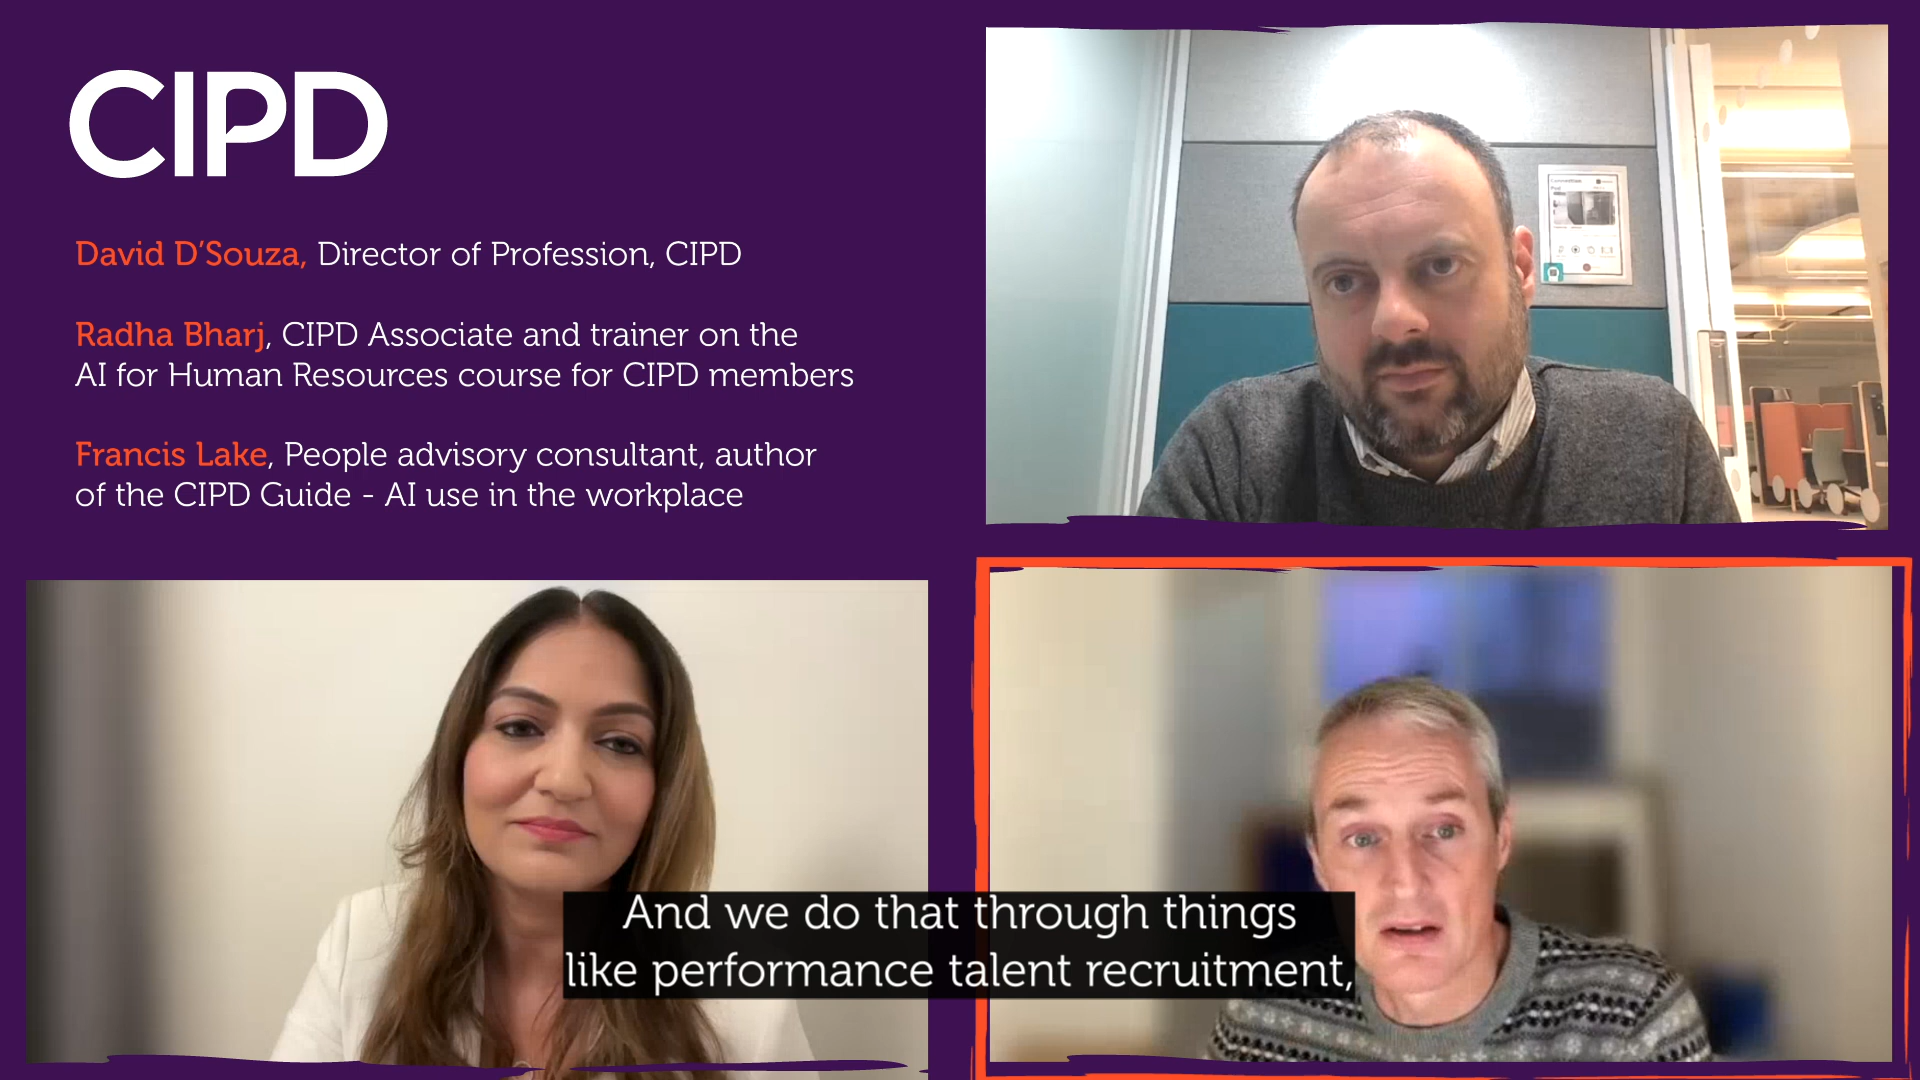 CIPD
David D’Souza, Director of Profession, CIPD
Radha Bharj, CIPD Associate and trainer on the
AI for Human Resources course for CIPD members
Francis Lake, People advisory consultant, author
of the CIPD Guide - AI use in the workplace
And we do that through things
like performance talent recruitment,